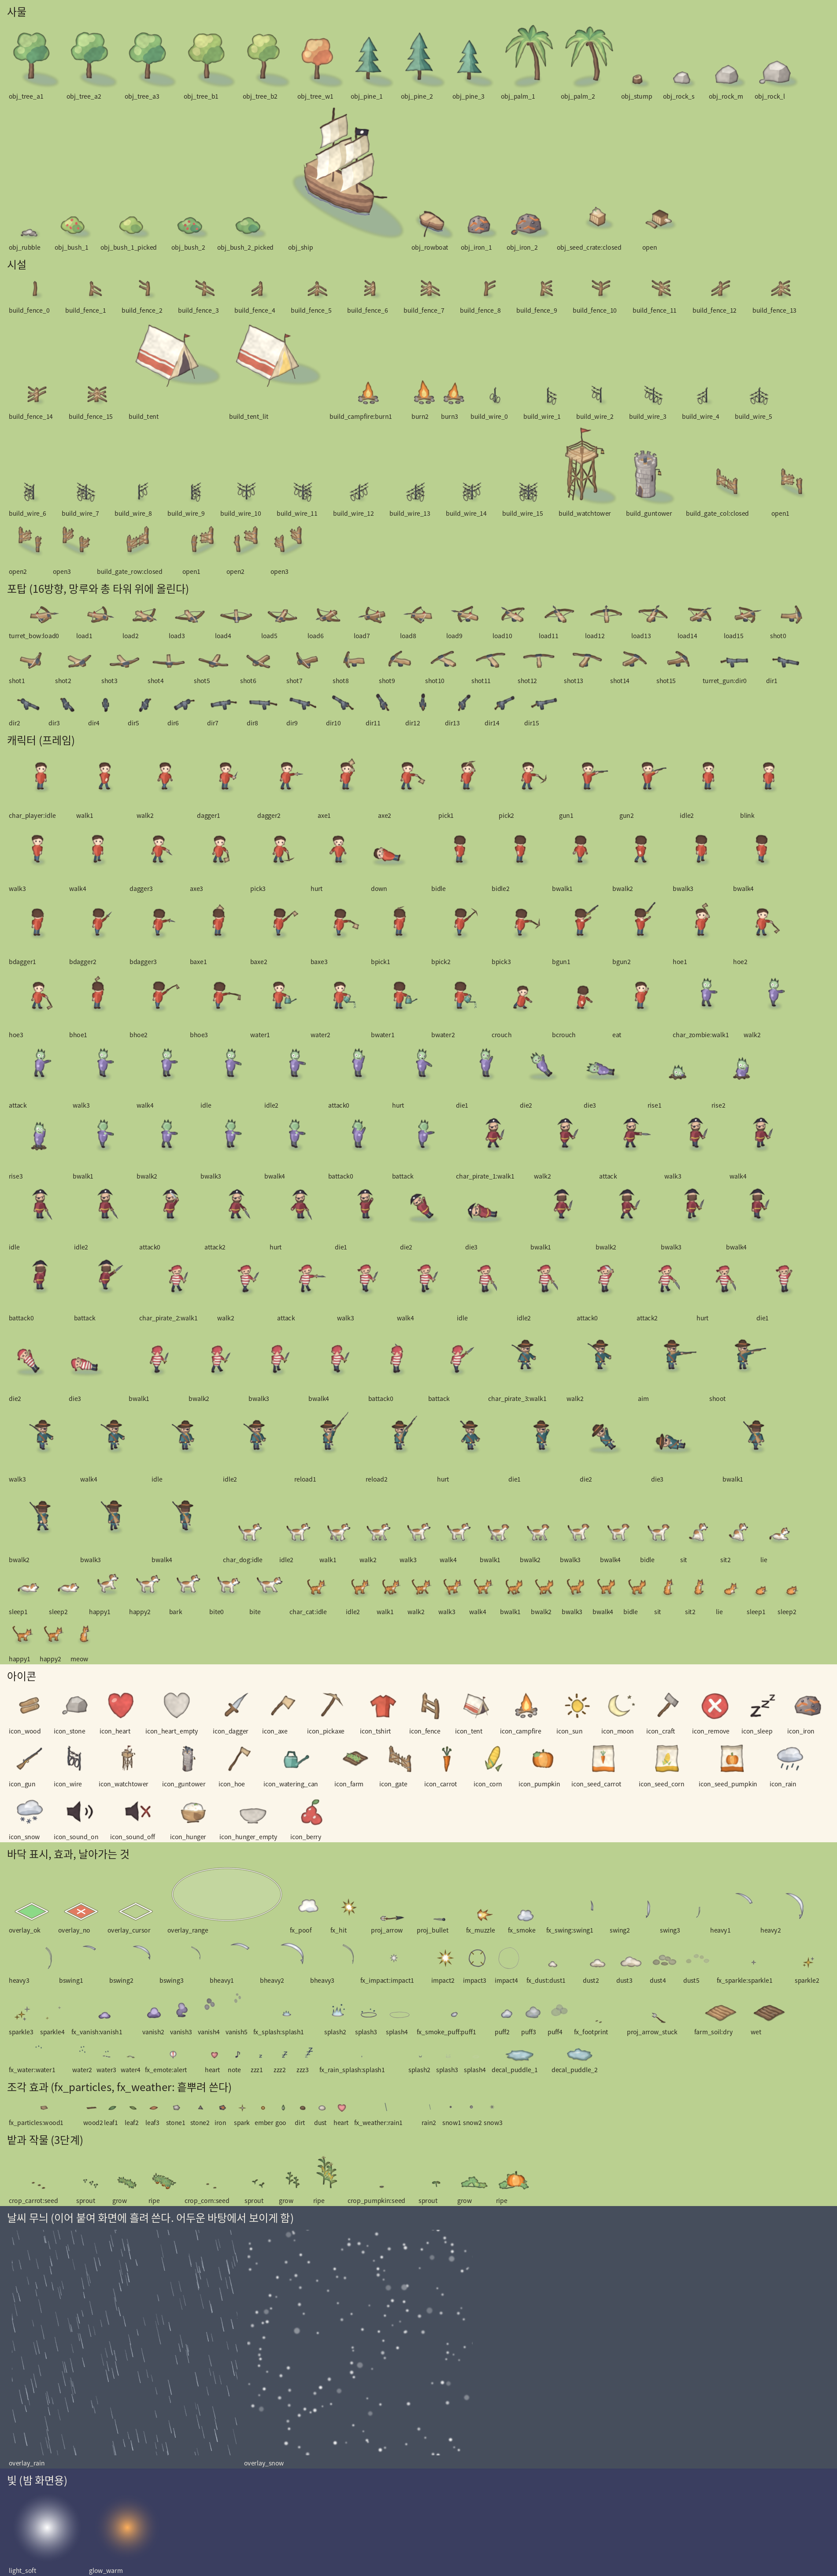 사물
obj_tree_a1 obj_tree_a2 obj_tree_a3 obj_tree_b1 obj_tree_b2 obj_tree_w1 obj_pine_1 obj_pine_2 obj_pine_3 obj_palm_1 obj_palm_2 obj_stump obj_rock_s obj_rock_m obj_rock_l
obj_rubble obj_bush_1 obj_bush_1_picked obj_bush_2 obj_bush_2_picked obj_ship obj_rowboat obj_iron_1 obj_iron_2 obj_seed_crate:closed open
시설
build_fence_0 build_fence_1 build_fence_2 build_fence_3 build_fence_4 build_fence_5 build_fence_6 build_fence_7 build_fence_8 build_fence_9 build_fence_10 build_fence_11 build_fence_12 build_fence_13
build_fence_14 build_fence_15 build_tent build_tent_lit build_campfire:burn1 burn2 burn3 build_wire_0 build_wire_1 build_wire_2 build_wire_3 build_wire_4 build_wire_5
build_wire_6 build_wire_7 build_wire_8 build_wire_9 build_wire_10 build_wire_11 build_wire_12 build_wire_13 build_wire_14 build_wire_15 build_watchtower build_guntower build_gate_col:closed open1
open2 open3 build_gate_row:closed open1 open2 open3
포탑 (16방향, 망루와 총 타워 위에 올린다)
turret_bow:load0 load1 load2 load3 load4 load5 load6 load7 load8 load9 load10 load11 load12 load13 load14 load15 shot0
shot1 shot2 shot3 shot4 shot5 shot6 shot7 shot8 shot9 shot10 shot11 shot12 shot13 shot14 shot15 turret_gun:dir0 dir1
dir2 dir3 dir4 dir5 dir6 dir7 dir8 dir9 dir10 dir11 dir12 dir13 dir14 dir15
캐릭터 (프레임)
char_player:idle walk1 walk2 dagger1 dagger2 axe1 axe2 pick1 pick2 gun1 gun2 idle2 blink
walk3 walk4 dagger3 axe3 pick3 hurt down bidle bidle2 bwalk1 bwalk2 bwalk3 bwalk4
bdagger1 bdagger2 bdagger3 baxe1 baxe2 baxe3 bpick1 bpick2 bpick3 bgun1 bgun2 hoe1 hoe2
hoe3 bhoe1 bhoe2 bhoe3 water1 water2 bwater1 bwater2 crouch bcrouch eat char_zombie:walk1 walk2
attack walk3 walk4 idle idle2 attack0 hurt die1 die2 die3 rise1 rise2
rise3 bwalk1 bwalk2 bwalk3 bwalk4 battack0 battack char_pirate_1:walk1 walk2 attack walk3 walk4
idle idle2 attack0 attack2 hurt die1 die2 die3 bwalk1 bwalk2 bwalk3 bwalk4
battack0 battack char_pirate_2:walk1 walk2 attack walk3 walk4 idle idle2 attack0 attack2 hurt die1
die2 die3 bwalk1 bwalk2 bwalk3 bwalk4 battack0 battack char_pirate_3:walk1 walk2 aim shoot
walk3 walk4 idle idle2 reload1 reload2 hurt die1 die2 die3 bwalk1
bwalk2 bwalk3 bwalk4 char_dog:idle idle2 walk1 walk2 walk3 walk4 bwalk1 bwalk2 bwalk3 bwalk4 bidle sit sit2 lie
sleep1 sleep2 happy1 happy2 bark bite0 bite char_cat:idle idle2 walk1 walk2 walk3 walk4 bwalk1 bwalk2 bwalk3 bwalk4 bidle sit sit2 lie sleep1 sleep2
happy1 happy2 meow
아이콘
icon_wood icon_stone icon_heart icon_heart_empty icon_dagger icon_axe icon_pickaxe icon_tshirt icon_fence icon_tent icon_campfire icon_sun icon_moon icon_craft icon_remove icon_sleep icon_iron
icon_gun icon_wire icon_watchtower icon_guntower icon_hoe icon_watering_can icon_farm icon_gate icon_carrot icon_corn icon_pumpkin icon_seed_carrot icon_seed_corn icon_seed_pumpkin icon_rain
icon_snow icon_sound_on icon_sound_off icon_hunger icon_hunger_empty icon_berry
바닥 표시, 효과, 날아가는 것
overlay_ok overlay_no overlay_cursor overlay_range fx_poof fx_hit proj_arrow proj_bullet fx_muzzle fx_smoke fx_swing:swing1 swing2 swing3 heavy1 heavy2
heavy3 bswing1 bswing2 bswing3 bheavy1 bheavy2 bheavy3 fx_impact:impact1 impact2 impact3 impact4 fx_dust:dust1 dust2 dust3 dust4 dust5 fx_sparkle:sparkle1 sparkle2
sparkle3 sparkle4 fx_vanish:vanish1 vanish2 vanish3 vanish4 vanish5 fx_splash:splash1 splash2 splash3 splash4 fx_smoke_puff:puff1 puff2 puff3 puff4 fx_footprint proj_arrow_stuck farm_soil:dry wet
fx_water:water1 water2 water3 water4 fx_emote:alert heart note zzz1 zzz2 zzz3 fx_rain_splash:splash1 splash2 splash3 splash4 decal_puddle_1 decal_puddle_2
조각 효과 (fx_particles, fx_weather: 흩뿌려 쓴다)
fx_particles:wood1 wood2 leaf1 leaf2 leaf3 stone1 stone2 iron spark ember goo dirt dust heart fx_weather:rain1 rain2 snow1 snow2 snow3
밭과 작물 (3단계)
crop_carrot:seed sprout grow ripe crop_corn:seed sprout grow ripe crop_pumpkin:seed sprout grow ripe
날씨 무늬 (이어 붙여 화면에 흘려 쓴다. 어두운 바탕에서 보이게 함)
overlay_rain overlay_snow
빛 (밤 화면용)
light_soft glow_warm